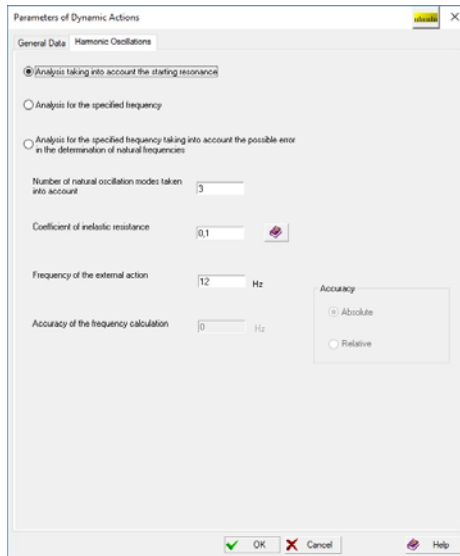 Parameters of Dynamic Actions
General Data
Harmonic Oscillations
Analysis taking into account the starting resonance
Analysis for the specified frequency
Analysis for the specified frequency taking into account the possible error
in the determination of natural frequencies
Number of natural oscillation modes taken
into account
3
Coefficient of inelastic resistance
0,1
Frequency of the external action
12
Hz
Accuracy
Absolute
Accuracy of the frequency calculation
0
Hz
Relative
OK
Cancel
Help